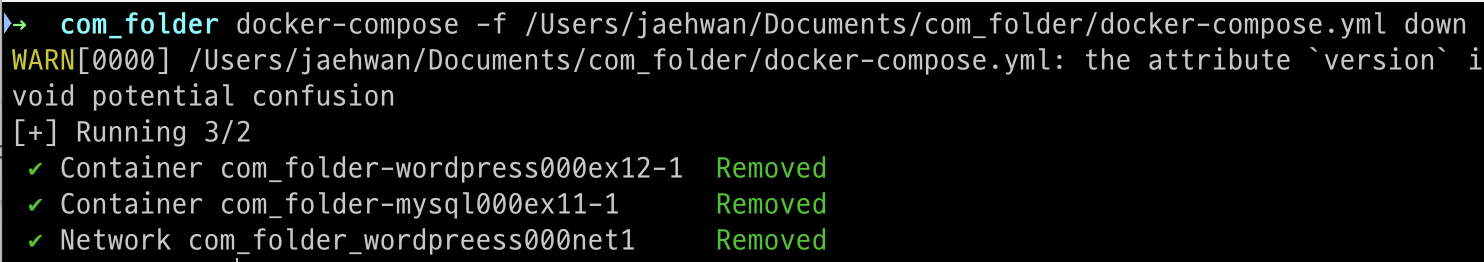 → com_folder docker-compose -f /Users/jaehwan/Documents/com_folder/docker-compose.yml down
WARN[0000] /Users/jaehwan/Documents/com_folder/docker-compose.yml: the attribute `version` i
void potential confusion
[+] Running 3/2
✔ Container com_folder-wordpress000ex12-1 Removed
✔ Container com_folder-mysql000ex11-1 Removed
✔ Network com_folder_wordpreess000net1 Removed